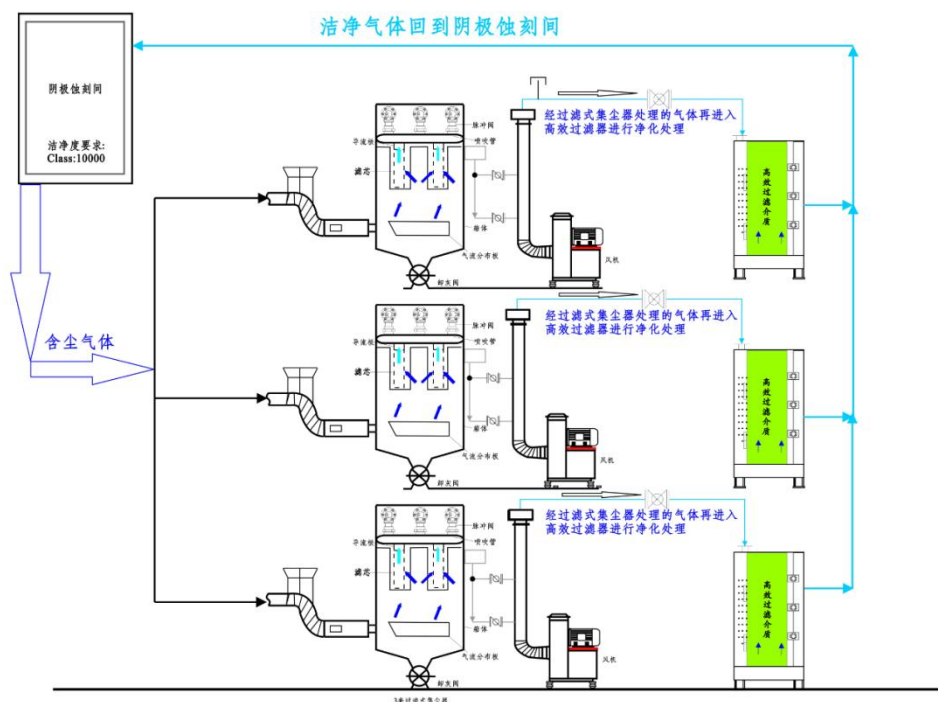 洁净气体回到阴极蚀刻间
阴极蚀刻间
洁净度要求:
Class:10000
含尘气体
脉冲阀
导流板
喷吹管
滤芯
箱体
气流分布板
卸灰阀
风机
经过滤式集尘器处理的气体再进入
高效过滤器进行净化处理
高效过滤介质
脉冲阀
导流板
喷吹管
滤芯
箱体
气流分布板
卸灰阀
风机
经过滤式集尘器处理的气体再进入
高效过滤器进行净化处理
高效过滤介质
脉冲阀
导流板
喷吹管
滤芯
箱体
气流分布板
卸灰阀
风机
经过滤式集尘器处理的气体再进入
高效过滤器进行净化处理
高效过滤介质